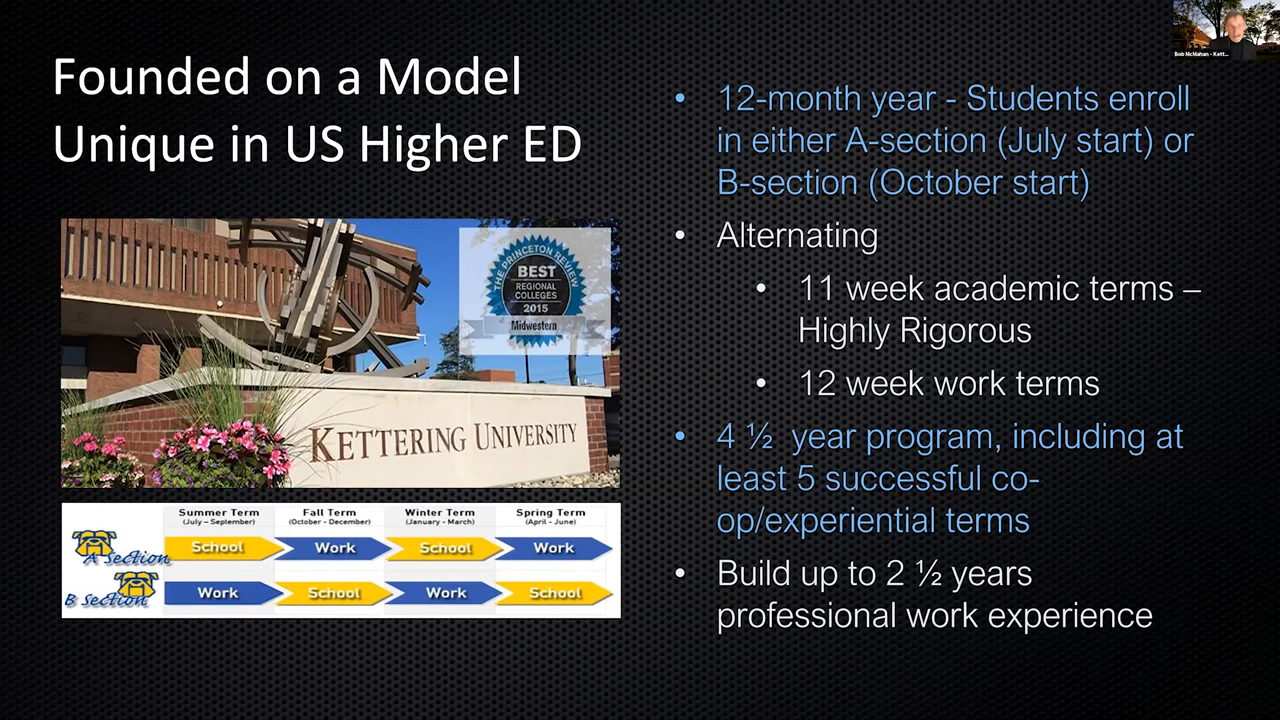 Founded on a Model
Unique in US Higher ED
THE PRINCETON REVIEW
BEST
REGIONAL
COLLEGES
2015
Midwestern
KETTERING UNIVERSITY
Summer Term
(July – September)
Fall Term
(October - December)
Winter Term
(January - March)
Spring Term
(April - June)
A Section
School
Work
School
Work
B Section
Work
School
Work
School
• 12-month year - Students enroll
in either A-section (July start) or
B-section (October start)
• Alternating
• 11 week academic terms –
Highly Rigorous
• 12 week work terms
• 4 ½ year program, including at
least 5 successful co-
op/experiential terms
• Build up to 2 ½ years
professional work experience
Bob McMahan - Kett...